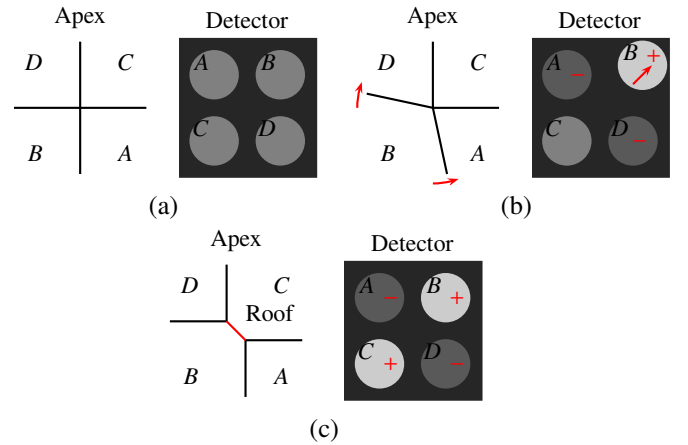 Apex Detector
D C A B
B A C D
(a)
Apex Detector
D C A − B +
B A C D −
(b)
Apex Detector
D C A − B +
Roof
B A C + D −
(c)